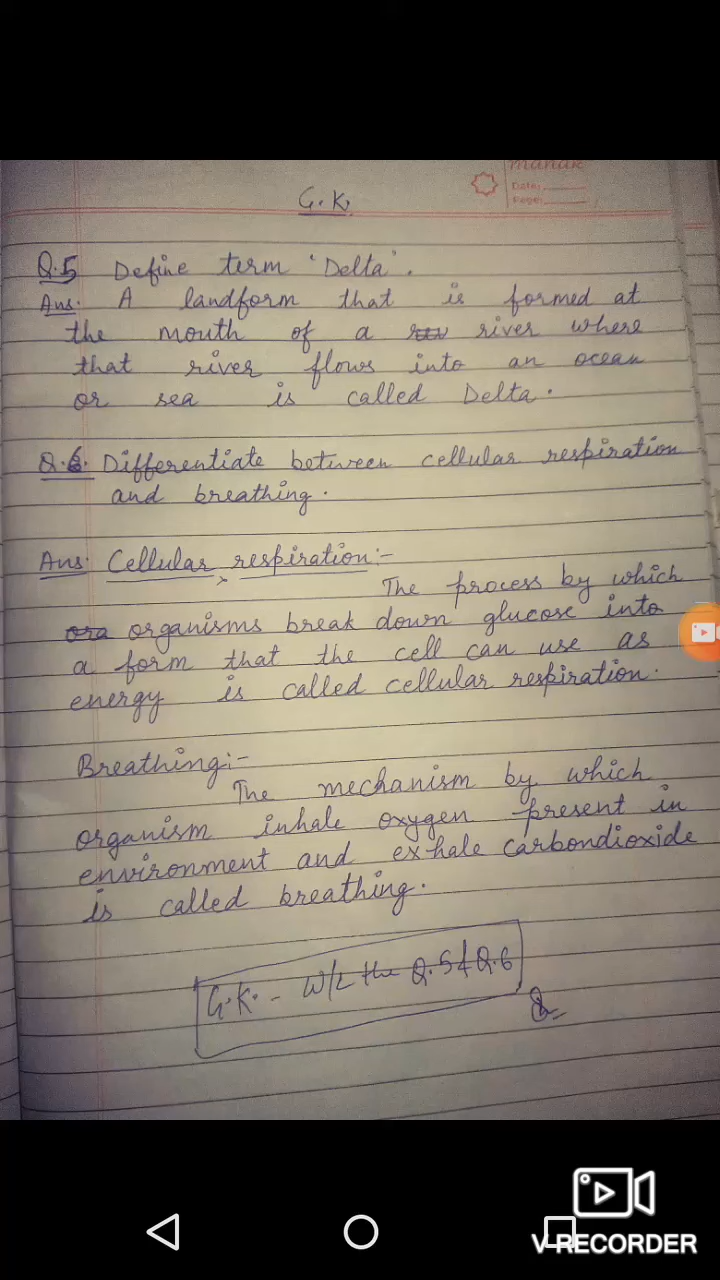 manak
Date:
Page:
G.K.
Q.5 Define term 'Delta'.
Ans: A landform that is formed at
the mouth of a river where
that river flows into an ocean
or sea is called Delta.
Q.6. Differentiate between cellular respiration
and breathing.
Ans: Cellular respiration:-
The process by which
ora organisms break down glucose into
a form that the cell can use as
energy is called cellular respiration.
Breathing:-
The mechanism by which
organism inhale oxygen present in
environment and exhale carbondioxide
is called breathing.
G.K. - W/L the Q.5 & Q.6
V RECORDER